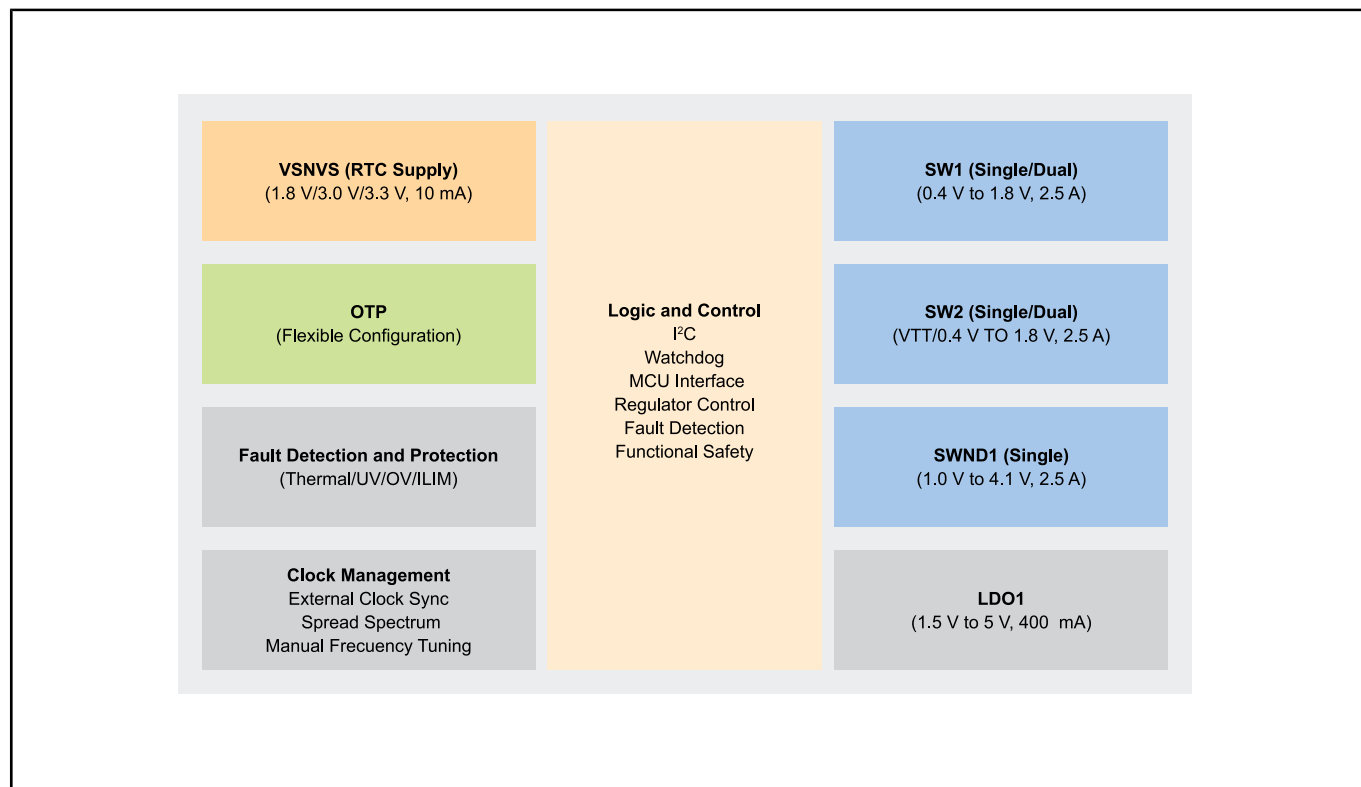 VSNVS (RTC Supply)
(1.8 V/3.0 V/3.3 V, 10 mA)
OTP
(Flexible Configuration)
Fault Detection and Protection
(Thermal/UV/OV/ILIM)
Clock Management
External Clock Sync
Spread Spectrum
Manual Frecuency Tuning
Logic and Control
I²C
Watchdog
MCU Interface
Regulator Control
Fault Detection
Functional Safety
SW1 (Single/Dual)
(0.4 V to 1.8 V, 2.5 A)
SW2 (Single/Dual)
(VTT/0.4 V TO 1.8 V, 2.5 A)
SWND1 (Single)
(1.0 V to 4.1 V, 2.5 A)
LDO1
(1.5 V to 5 V, 400 mA)